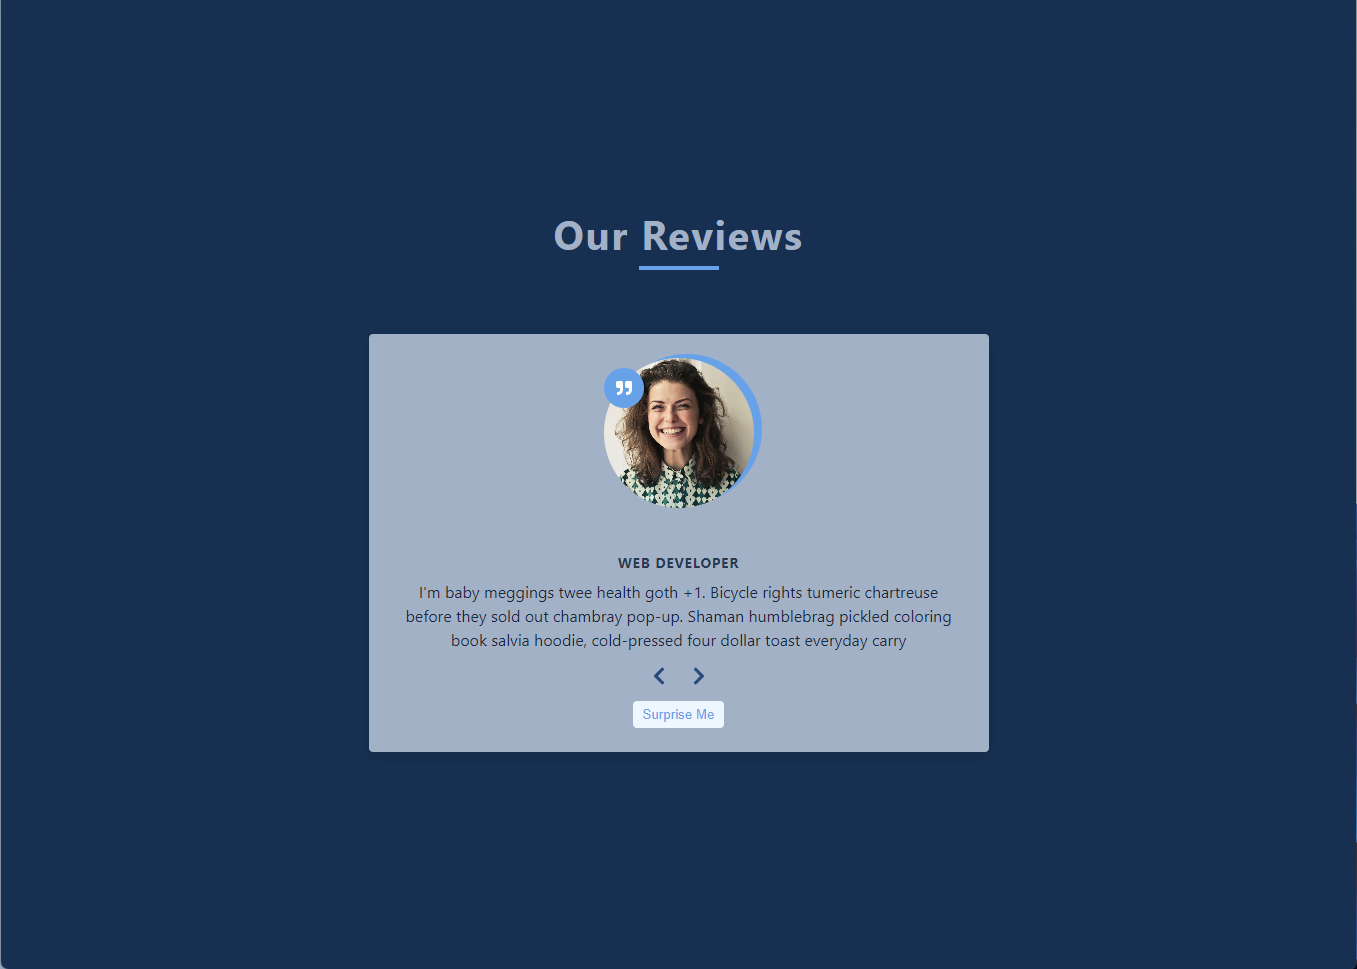 Our Reviews
WEB DEVELOPER
I'm baby meggings twee health goth +1. Bicycle rights tumeric chartreuse
before they sold out chambray pop-up. Shaman humblebrag pickled coloring
book salvia hoodie, cold-pressed four dollar toast everyday carry
Surprise Me